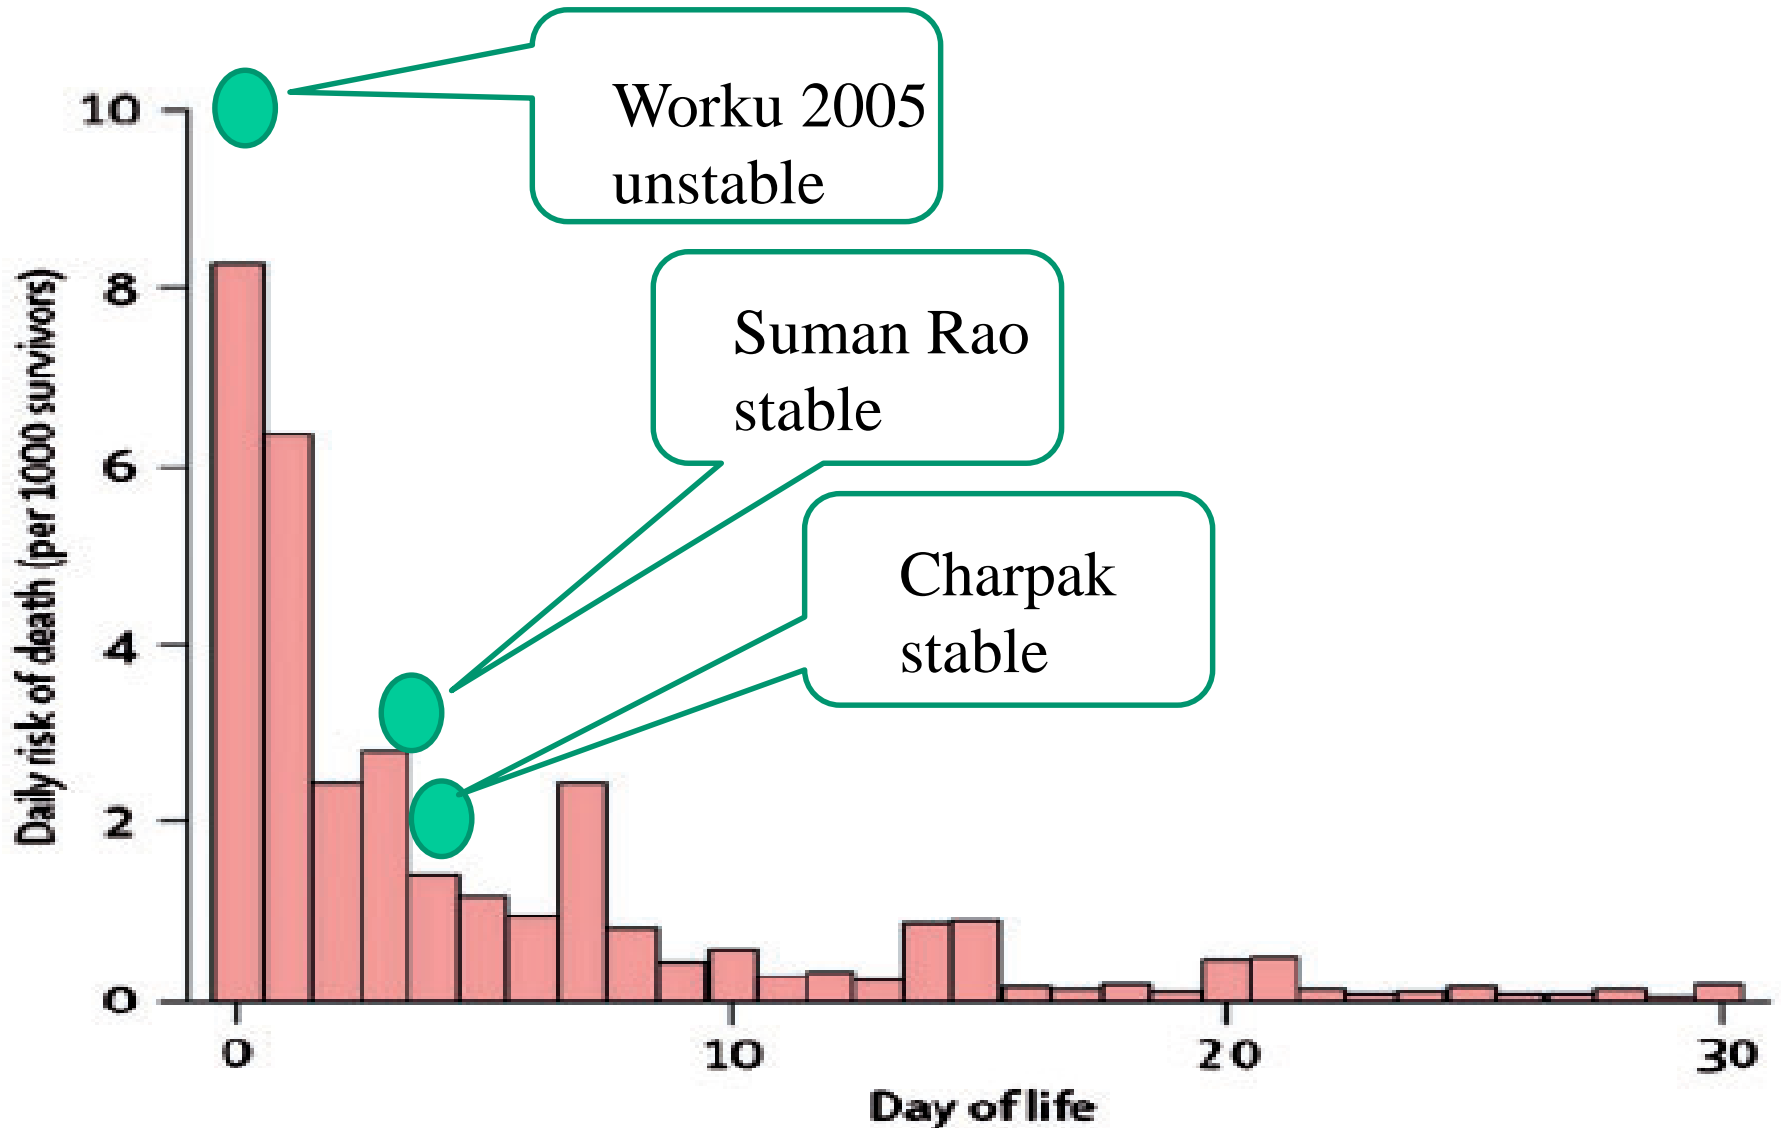 Worku 2005
unstable
Suman Rao
stable
Charpak
stable
Daily risk of death (per 1000 survivors)
10
8
6
4
2
0
0
10
20
30
Day of life